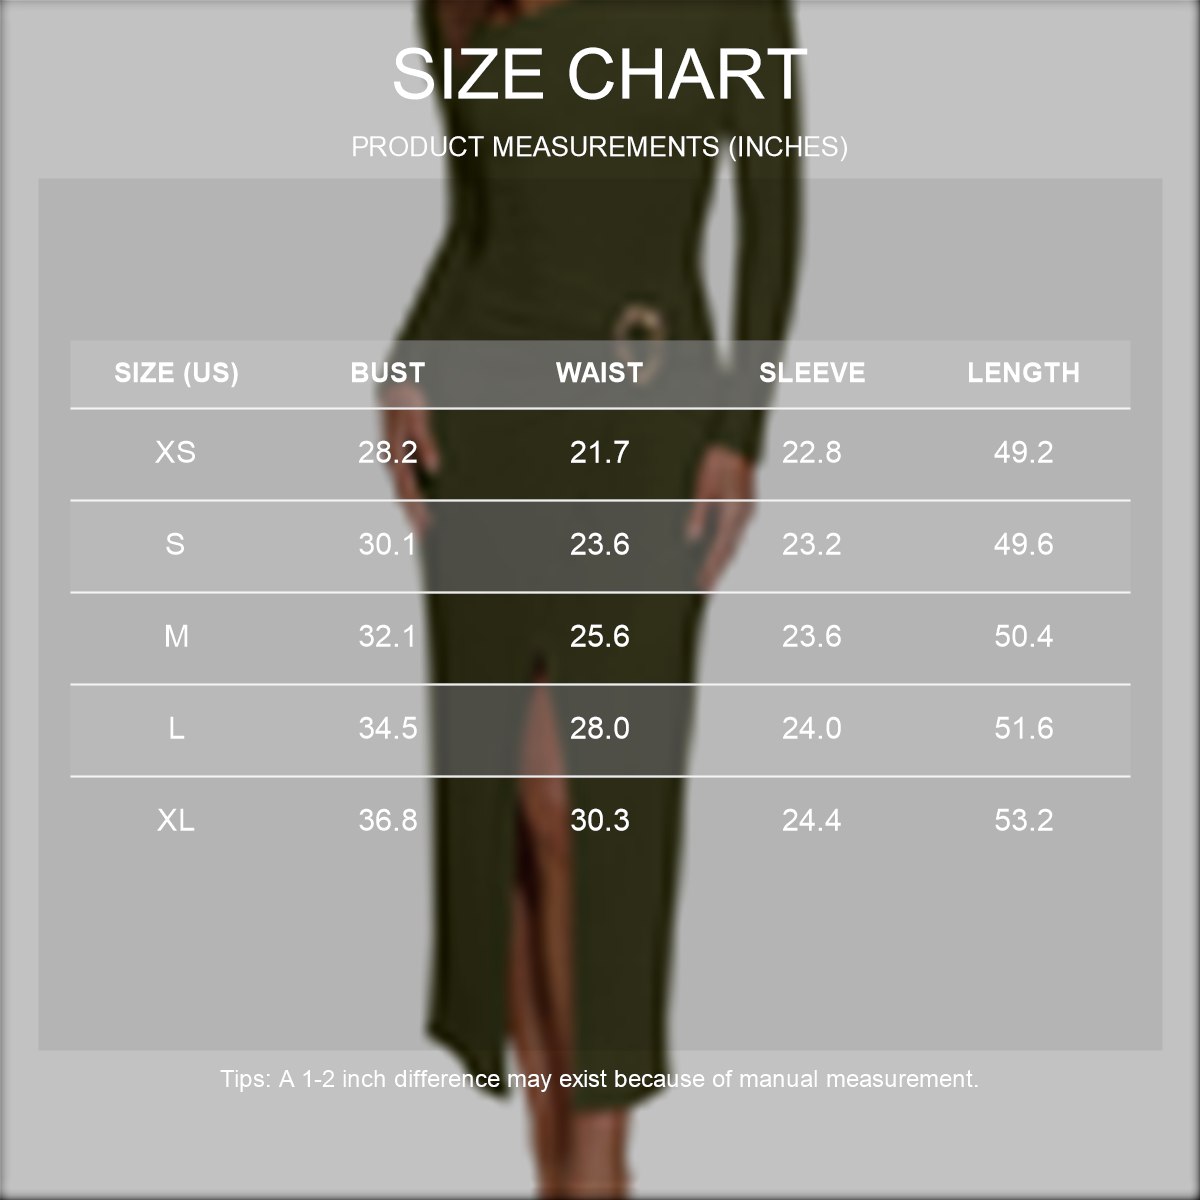 SIZE CHART
PRODUCT MEASUREMENTS (INCHES)
SIZE (US) BUST WAIST SLEEVE LENGTH
XS 28.2 21.7 22.8 49.2
S 30.1 23.6 23.2 49.6
M 32.1 25.6 23.6 50.4
L 34.5 28.0 24.0 51.6
XL 36.8 30.3 24.4 53.2
Tips: A 1-2 inch difference may exist because of manual measurement.